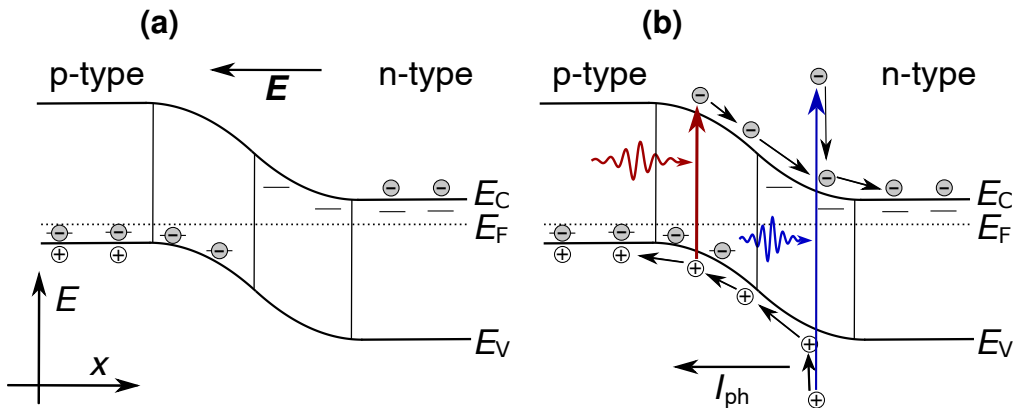 (a)
p-type
E
n-type
E_C
E_F
E_V
E
x
(b)
p-type
n-type
E_C
E_F
E_V
I_ph